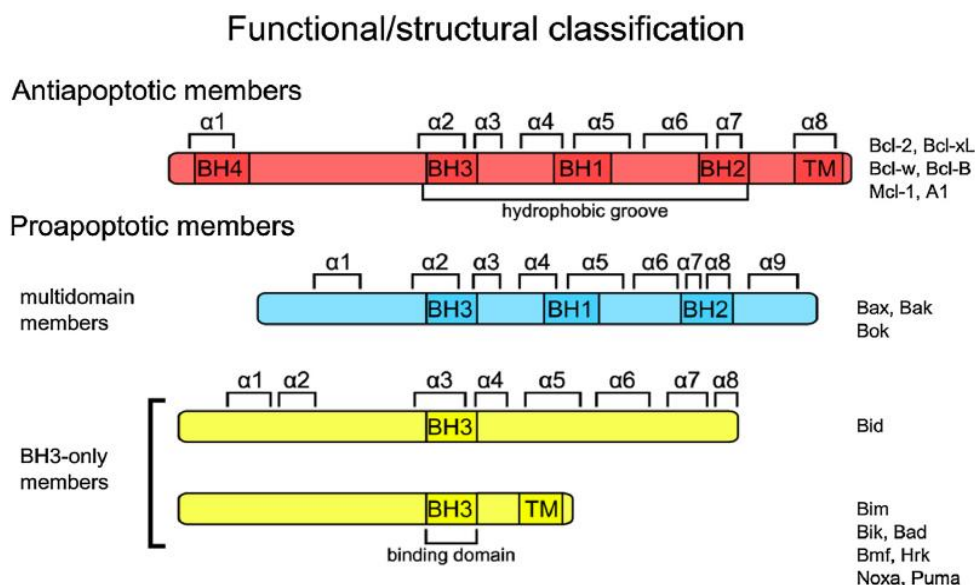 Functional/structural classification
Antiapoptotic members
α1 α2 α3 α4 α5 α6 α7 α8
BH4 BH3 BH1 BH2 TM
Bcl-2, Bcl-xL
Bcl-w, Bcl-B
Mcl-1, A1
hydrophobic groove
Proapoptotic members
α1 α2 α3 α4 α5 α6 α7 α8 α9
multidomain
members
BH3 BH1 BH2
Bax, Bak
Bok
α1 α2 α3 α4 α5 α6 α7 α8
BH3
Bid
BH3-only
members
BH3 TM
binding domain
Bim
Bik, Bad
Bmf, Hrk
Noxa, Puma